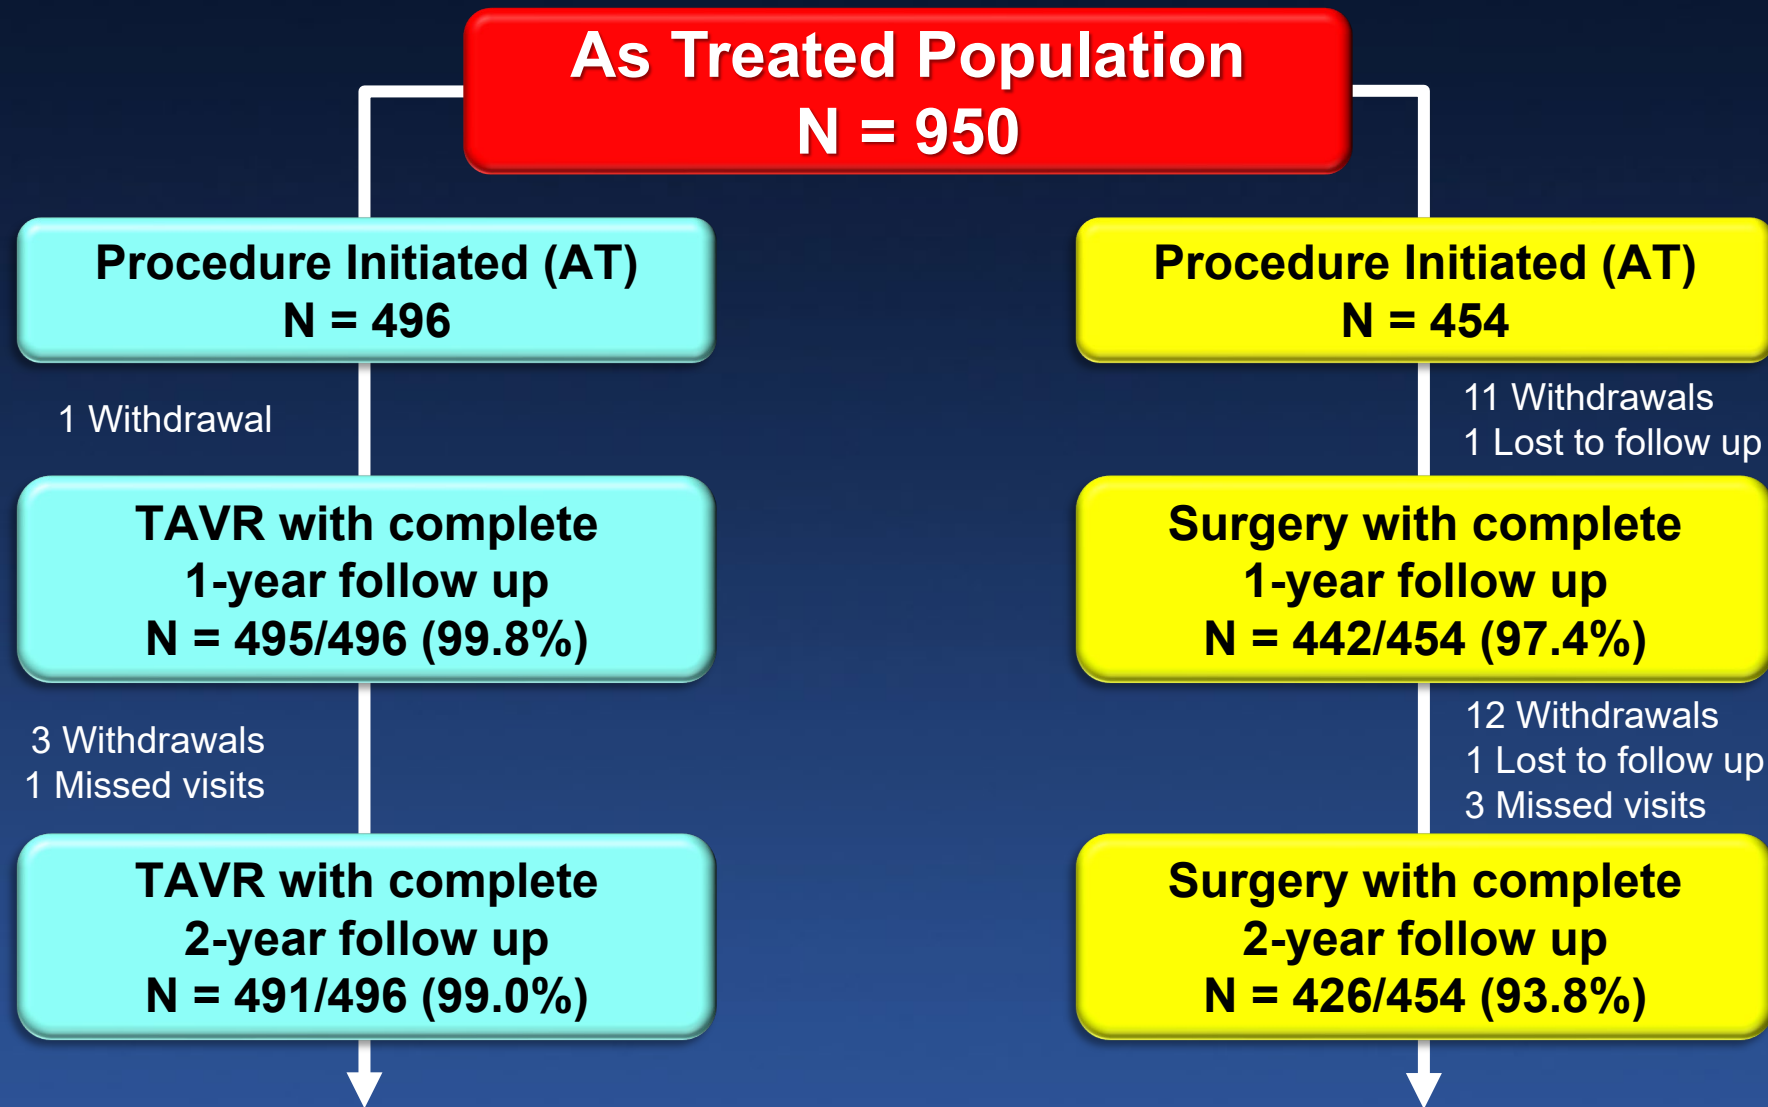 As Treated Population
N = 950
Procedure Initiated (AT)
N = 496
Procedure Initiated (AT)
N = 454
1 Withdrawal
11 Withdrawals
1 Lost to follow up
TAVR with complete
1-year follow up
N = 495/496 (99.8%)
Surgery with complete
1-year follow up
N = 442/454 (97.4%)
3 Withdrawals
1 Missed visits
12 Withdrawals
1 Lost to follow up
3 Missed visits
TAVR with complete
2-year follow up
N = 491/496 (99.0%)
Surgery with complete
2-year follow up
N = 426/454 (93.8%)